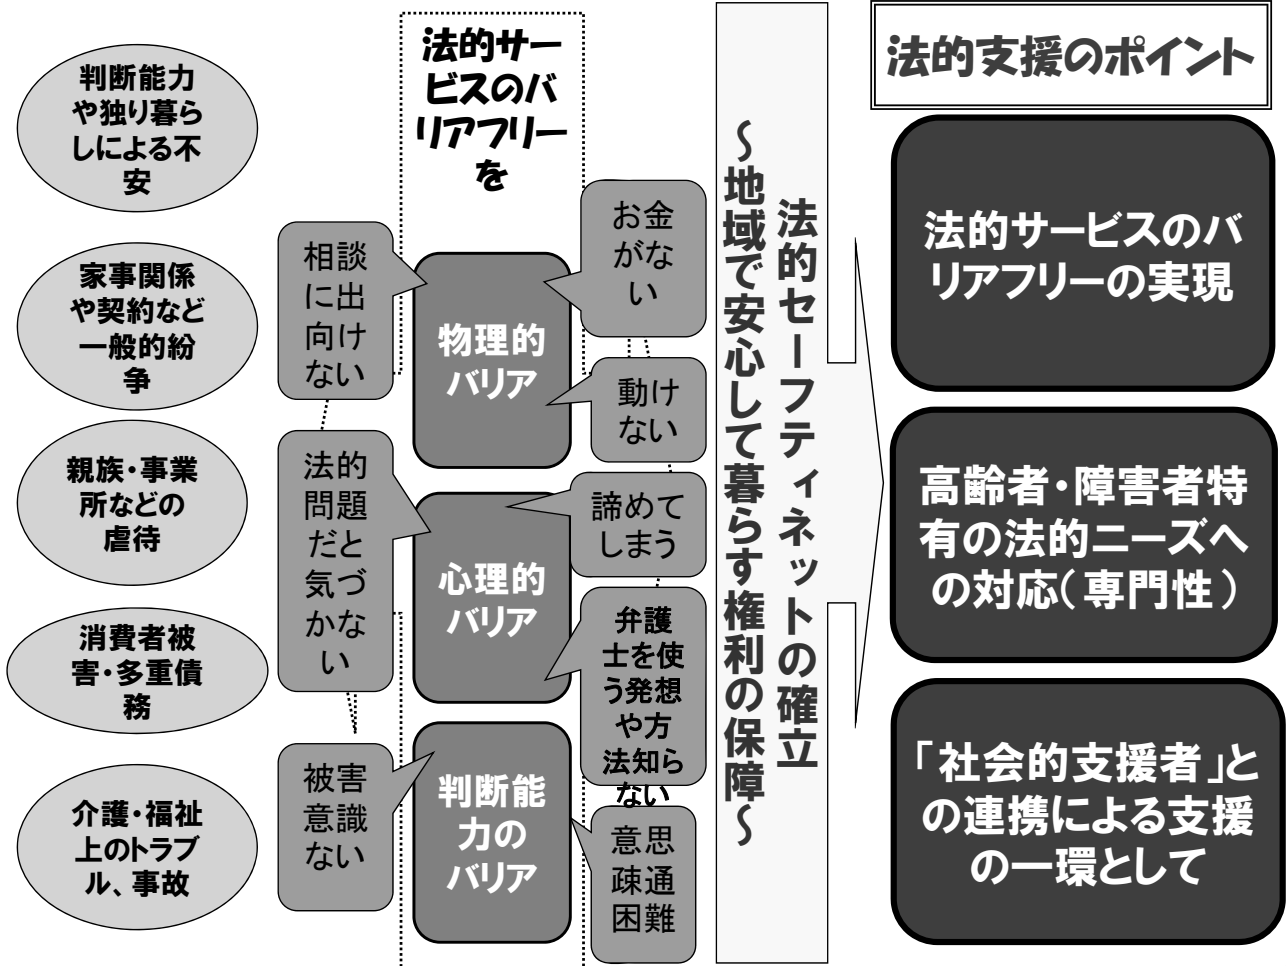 判断能力
や独り暮ら
しによる不
安
家事関係
や契約など
一般的紛
争
親族・事業
所などの
虐待
消費者被
害・多重債
務
介護・福祉
上のトラブ
ル、事故
法的サー
ビスのバ
リアフリー
を
相談
に出
向け
ない
法的
問題
だと
気づ
かな
い
被害
意識
ない
物理的
バリア
心理的
バリア
判断能
力の
バリア
お金
がな
い
動け
ない
諦めて
しまう
弁護
士を使
う発想
や方
法知ら
ない
意思
疎通
困難
法的セーフティネットの確立
～地域で安心して暮らす権利の保障～
法的支援のポイント
法的サービスのバ
リアフリーの実現
高齢者・障害者特
有の法的ニーズへ
の対応(専門性)
「社会的支援者」と
の連携による支援
の一環として